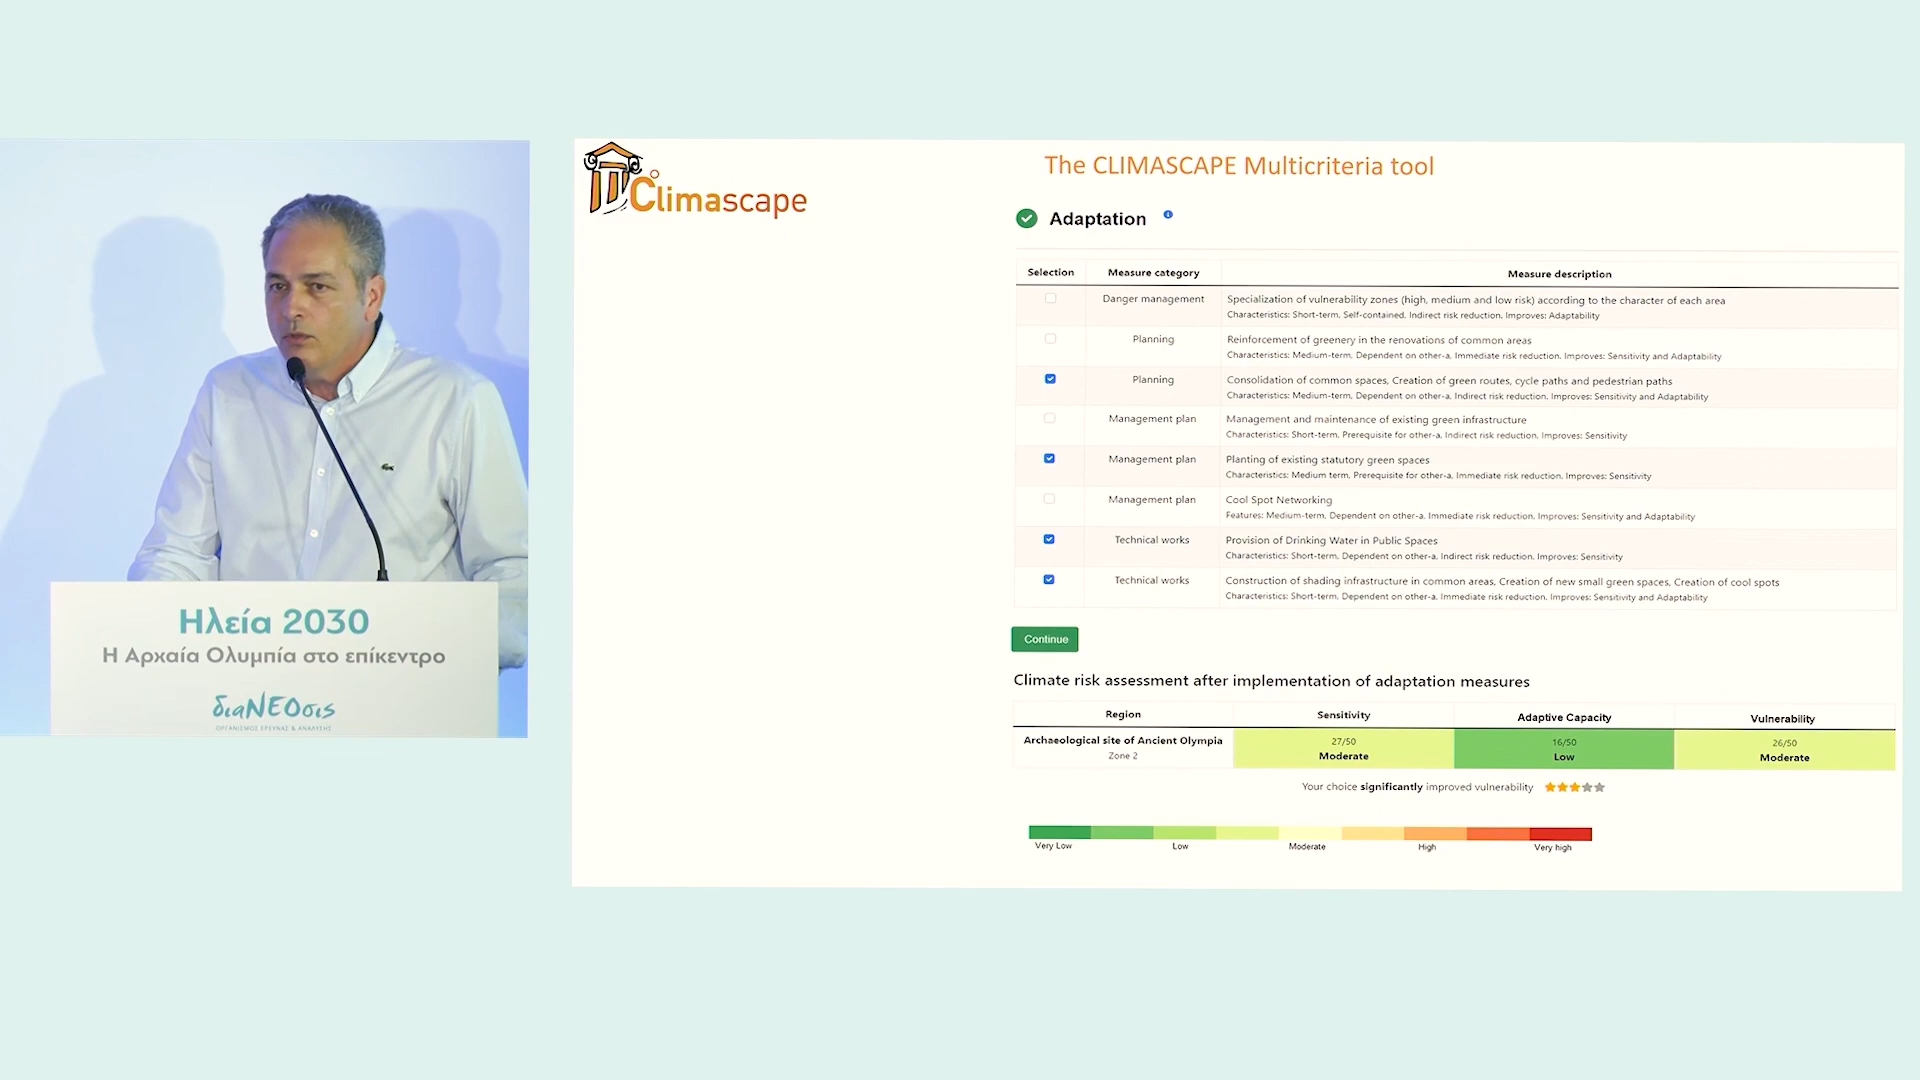 Ηλεία 2030
Η Αρχαία Ολυμπία στο επίκεντρο
διαΝΕΟσις
ΟΡΓΑΝΙΣΜΟΣ ΕΡΕΥΝΑΣ & ΑΝΑΛΥΣΗΣ
Climascape
The CLIMASCAPE Multicriteria tool
Adaptation
Selection Measure category Measure description
Danger management Specialization of vulnerability zones (high, medium and low risk) according to the character of each area
Characteristics: Short-term, Self-contained, Indirect risk reduction. Improves: Adaptability
Planning Reinforcement of greenery in the renovations of common areas
Characteristics: Medium-term, Dependent on other-a, Immediate risk reduction. Improves: Sensitivity and Adaptability
Planning Consolidation of common spaces, Creation of green routes, cycle paths and pedestrian paths
Characteristics: Medium-term, Dependent on other-a, Indirect risk reduction. Improves: Sensitivity and Adaptability
Management plan Management and maintenance of existing green infrastructure
Characteristics: Short-term, Prerequisite for other-a, Indirect risk reduction. Improves: Sensitivity
Management plan Planting of existing statutory green spaces
Characteristics: Medium term, Prerequisite for other-a, Immediate risk reduction. Improves: Sensitivity
Management plan Cool Spot Networking
Features: Medium-term, Dependent on other-a, Immediate risk reduction. Improves: Sensitivity and Adaptability
Technical works Provision of Drinking Water in Public Spaces
Characteristics: Short-term, Dependent on other-a, Indirect risk reduction. Improves: Sensitivity
Technical works Construction of shading infrastructure in common areas, Creation of new small green spaces, Creation of cool spots
Characteristics: Short-term, Dependent on other-a, Immediate risk reduction. Improves: Sensitivity and Adaptability
Continue
Climate risk assessment after implementation of adaptation measures
Region Sensitivity Adaptive Capacity Vulnerability
Archaeological site of Ancient Olympia 27/50 16/50 26/50
Zone 2 Moderate Low Moderate
Your choice significantly improved vulnerability
Very Low Low Moderate High Very high